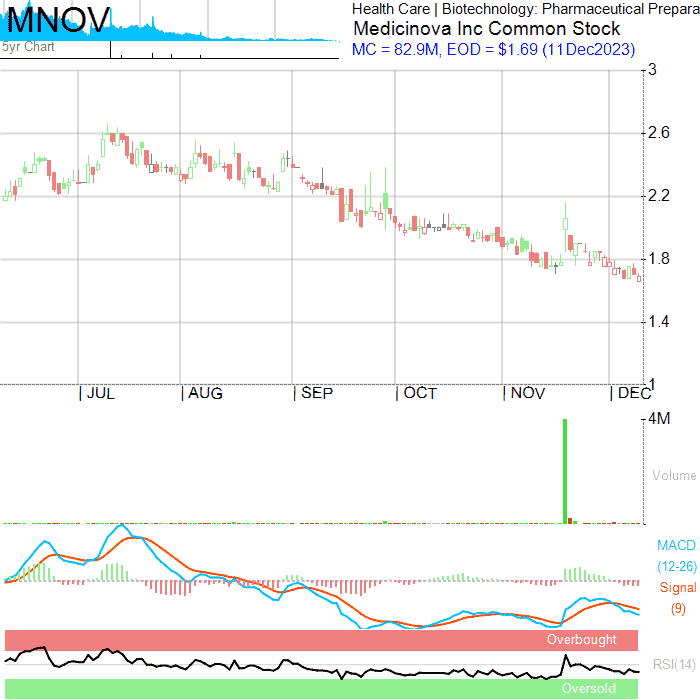 MNOV
5yr Chart
Health Care | Biotechnology: Pharmaceutical Prepara
Medicinova Inc Common Stock
MC = 82.9M, EOD = $1.69 (11Dec2023)
3
2.6
2.2
1.8
1.4
1
JUL AUG SEP OCT NOV DEC
4M
Volume
MACD
(12-26)
Signal
(9)
Overbought
RSI(14)
Oversold